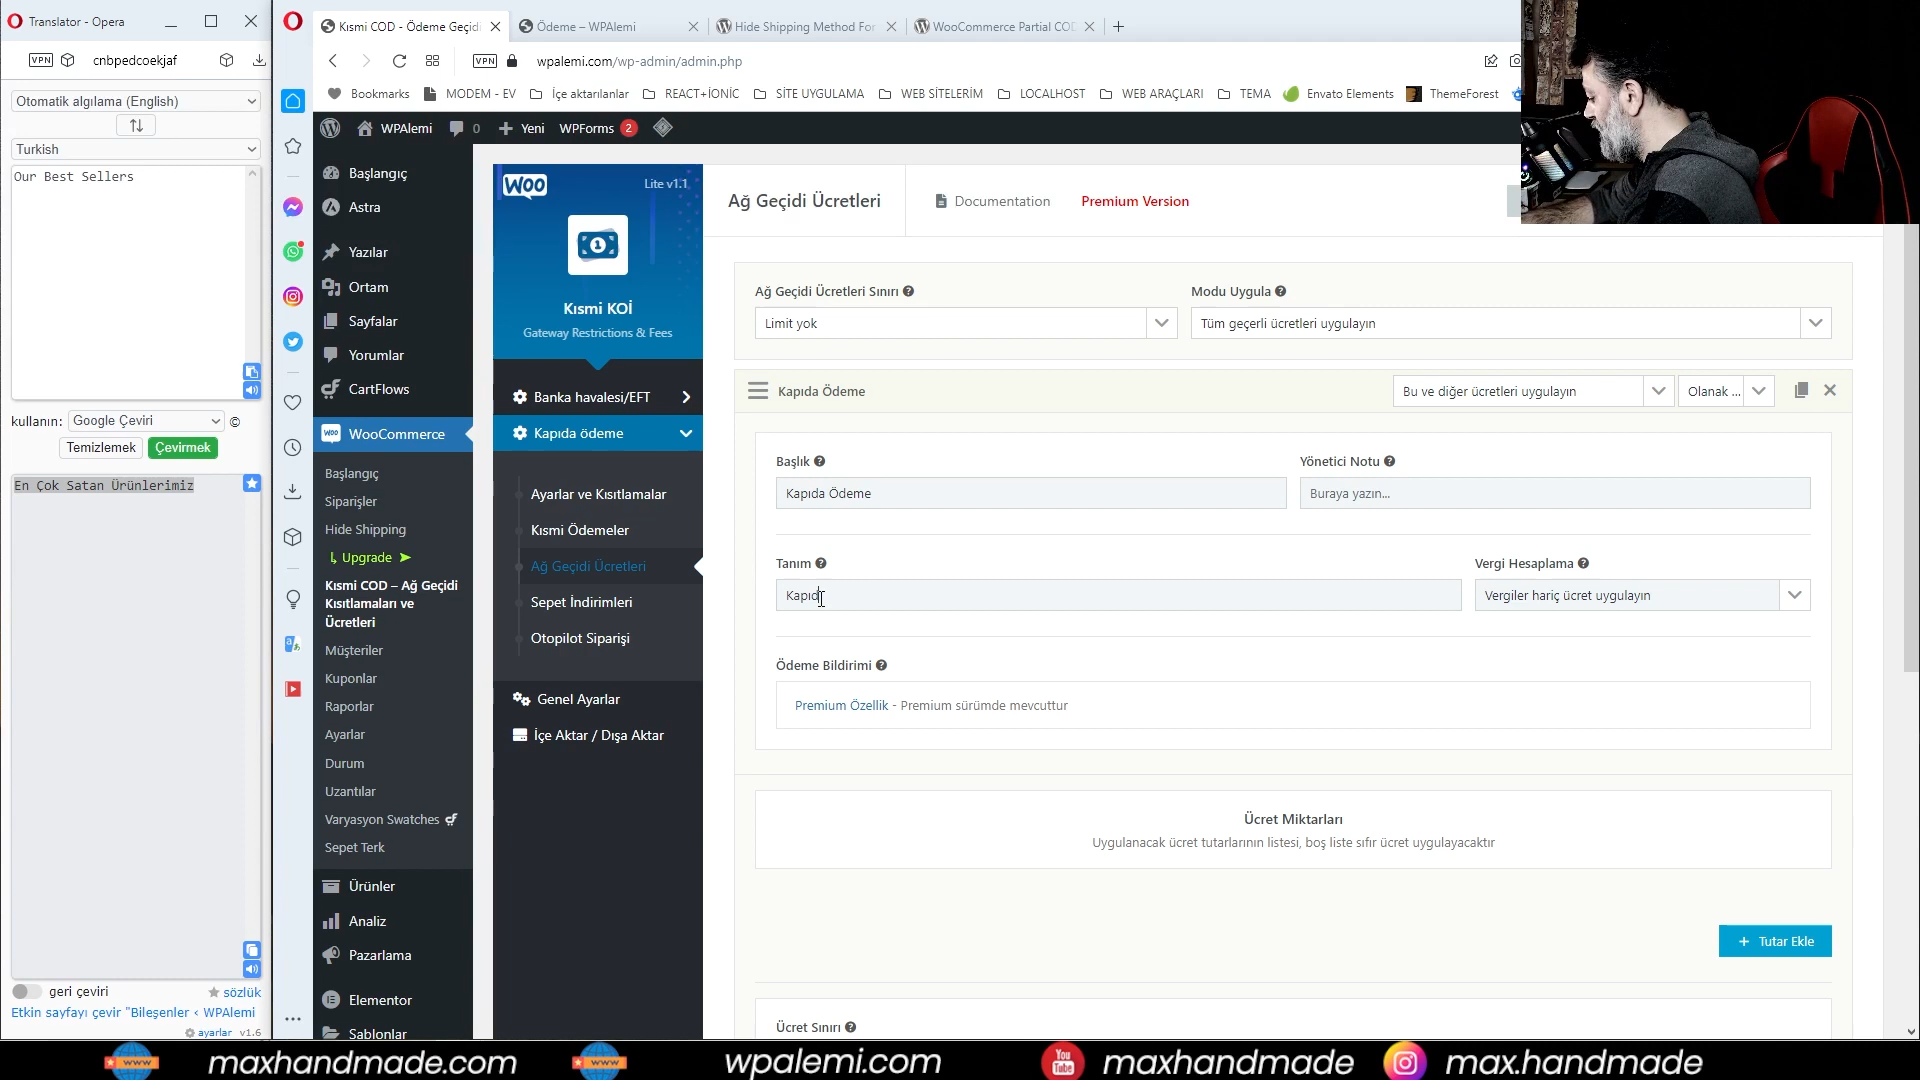 Translator - Opera
VPN
cnbpedcoekjaf
Otomatik algılama (English)
Turkish
Our Best Sellers
kullanın:
Google Çeviri
©
Temizlemek
Çevirmek
En Çok Satan Ürünlerimiz
geri çeviri
sözlük
Etkin sayfayı çevir "Bileşenler ‹ WPAlemi
ayarlar v1.6
Kısmi COD - Ödeme Geçidi
Ödeme – WPAlemi
Hide Shipping Method For
WooCommerce Partial COD
VPN
wpalemi.com/wp-admin/admin.php
Bookmarks
MODEM - EV
İçe aktarılanlar
REACT+İONİC
SİTE UYGULAMA
WEB SİTELERİM
LOCALHOST
WEB ARAÇLARI
TEMA
Envato Elements
ThemeForest
WPAlemi
0
Yeni
WPForms 2
Başlangıç
Astra
Yazılar
Ortam
Sayfalar
Yorumlar
CartFlows
WooCommerce
Başlangıç
Siparişler
Hide Shipping
↳ Upgrade ➤
Kısmi COD – Ağ Geçidi
Kısıtlamaları ve
Ücretleri
Müşteriler
Kuponlar
Raporlar
Ayarlar
Durum
Uzantılar
Varyasyon Swatches
Sepet Terk
Ürünler
Analiz
Pazarlama
Elementor
Şablonlar
WOO
Lite v1.1
1
Kısmi KOİ
Gateway Restrictions & Fees
Banka havalesi/EFT
Kapıda ödeme
Ayarlar ve Kısıtlamalar
Kısmi Ödemeler
Ağ Geçidi Ücretleri
Sepet İndirimleri
Otopilot Siparişi
Genel Ayarlar
İçe Aktar / Dışa Aktar
Ağ Geçidi Ücretleri
Documentation
Premium Version
Ağ Geçidi Ücretleri Sınırı
Modu Uygula
Limit yok
Tüm geçerli ücretleri uygulayın
Kapıda Ödeme
Bu ve diğer ücretleri uygulayın
Olanak ...
Başlık
Yönetici Notu
Kapıda Ödeme
Buraya yazın...
Tanım
Vergi Hesaplama
Kapıd
Vergiler hariç ücret uygulayın
Ödeme Bildirimi
Premium Özellik - Premium sürümde mevcuttur
Ücret Miktarları
Uygulanacak ücret tutarlarının listesi, boş liste sıfır ücret uygulayacaktır
+ Tutar Ekle
Ücret Sınırı
WWW
maxhandmade.com
WWW
wpalemi.com
You Tube
maxhandmade
max.handmade